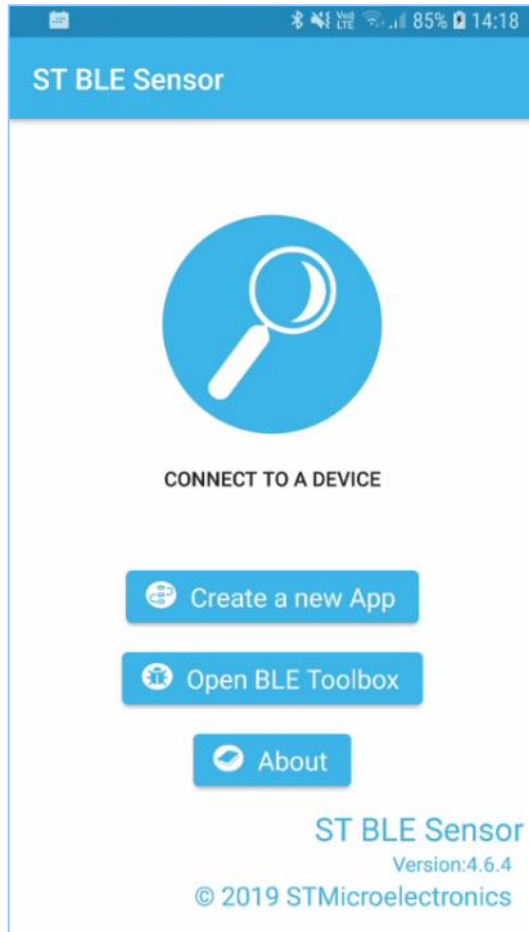 85% 14:18
ST BLE Sensor
CONNECT TO A DEVICE
Create a new App
Open BLE Toolbox
About
ST BLE Sensor
Version:4.6.4
© 2019 STMicroelectronics